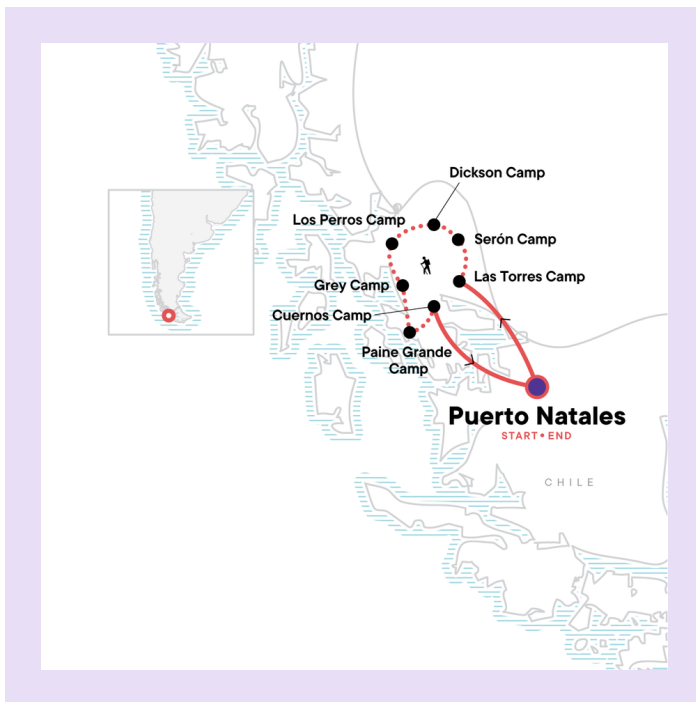 Dickson Camp
Los Perros Camp
Serón Camp
Las Torres Camp
Grey Camp
Cuernos Camp
Paine Grande
Camp
Puerto Natales
START•END
CHILE